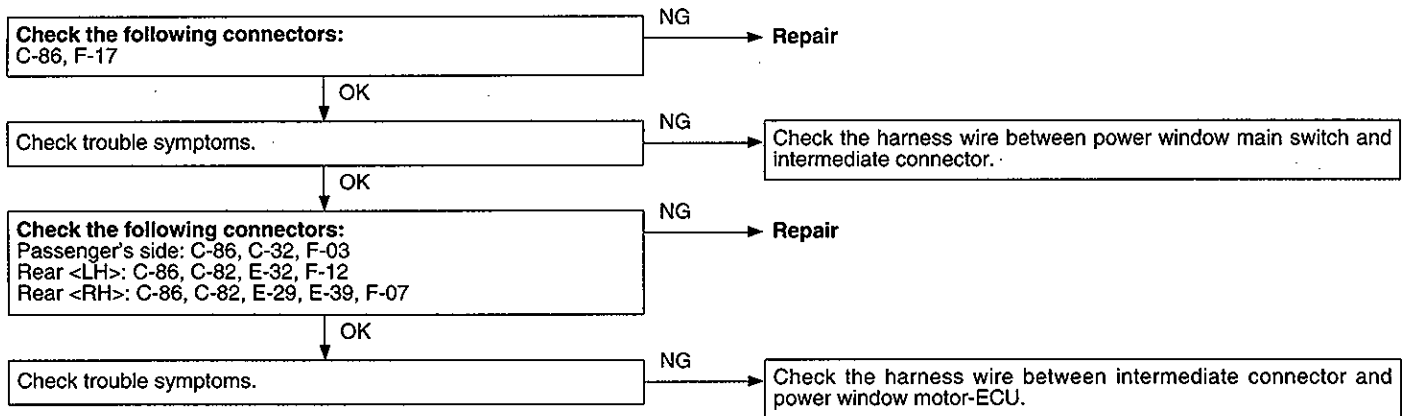 Check the following connectors:
C-86, F-17
NG
Repair
OK
Check trouble symptoms.
NG
Check the harness wire between power window main switch and
intermediate connector.
OK
Check the following connectors:
Passenger's side: C-86, C-32, F-03
Rear <LH>: C-86, C-82, E-32, F-12
Rear <RH>: C-86, C-82, E-29, E-39, F-07
NG
Repair
OK
Check trouble symptoms.
NG
Check the harness wire between intermediate connector and
power window motor-ECU.